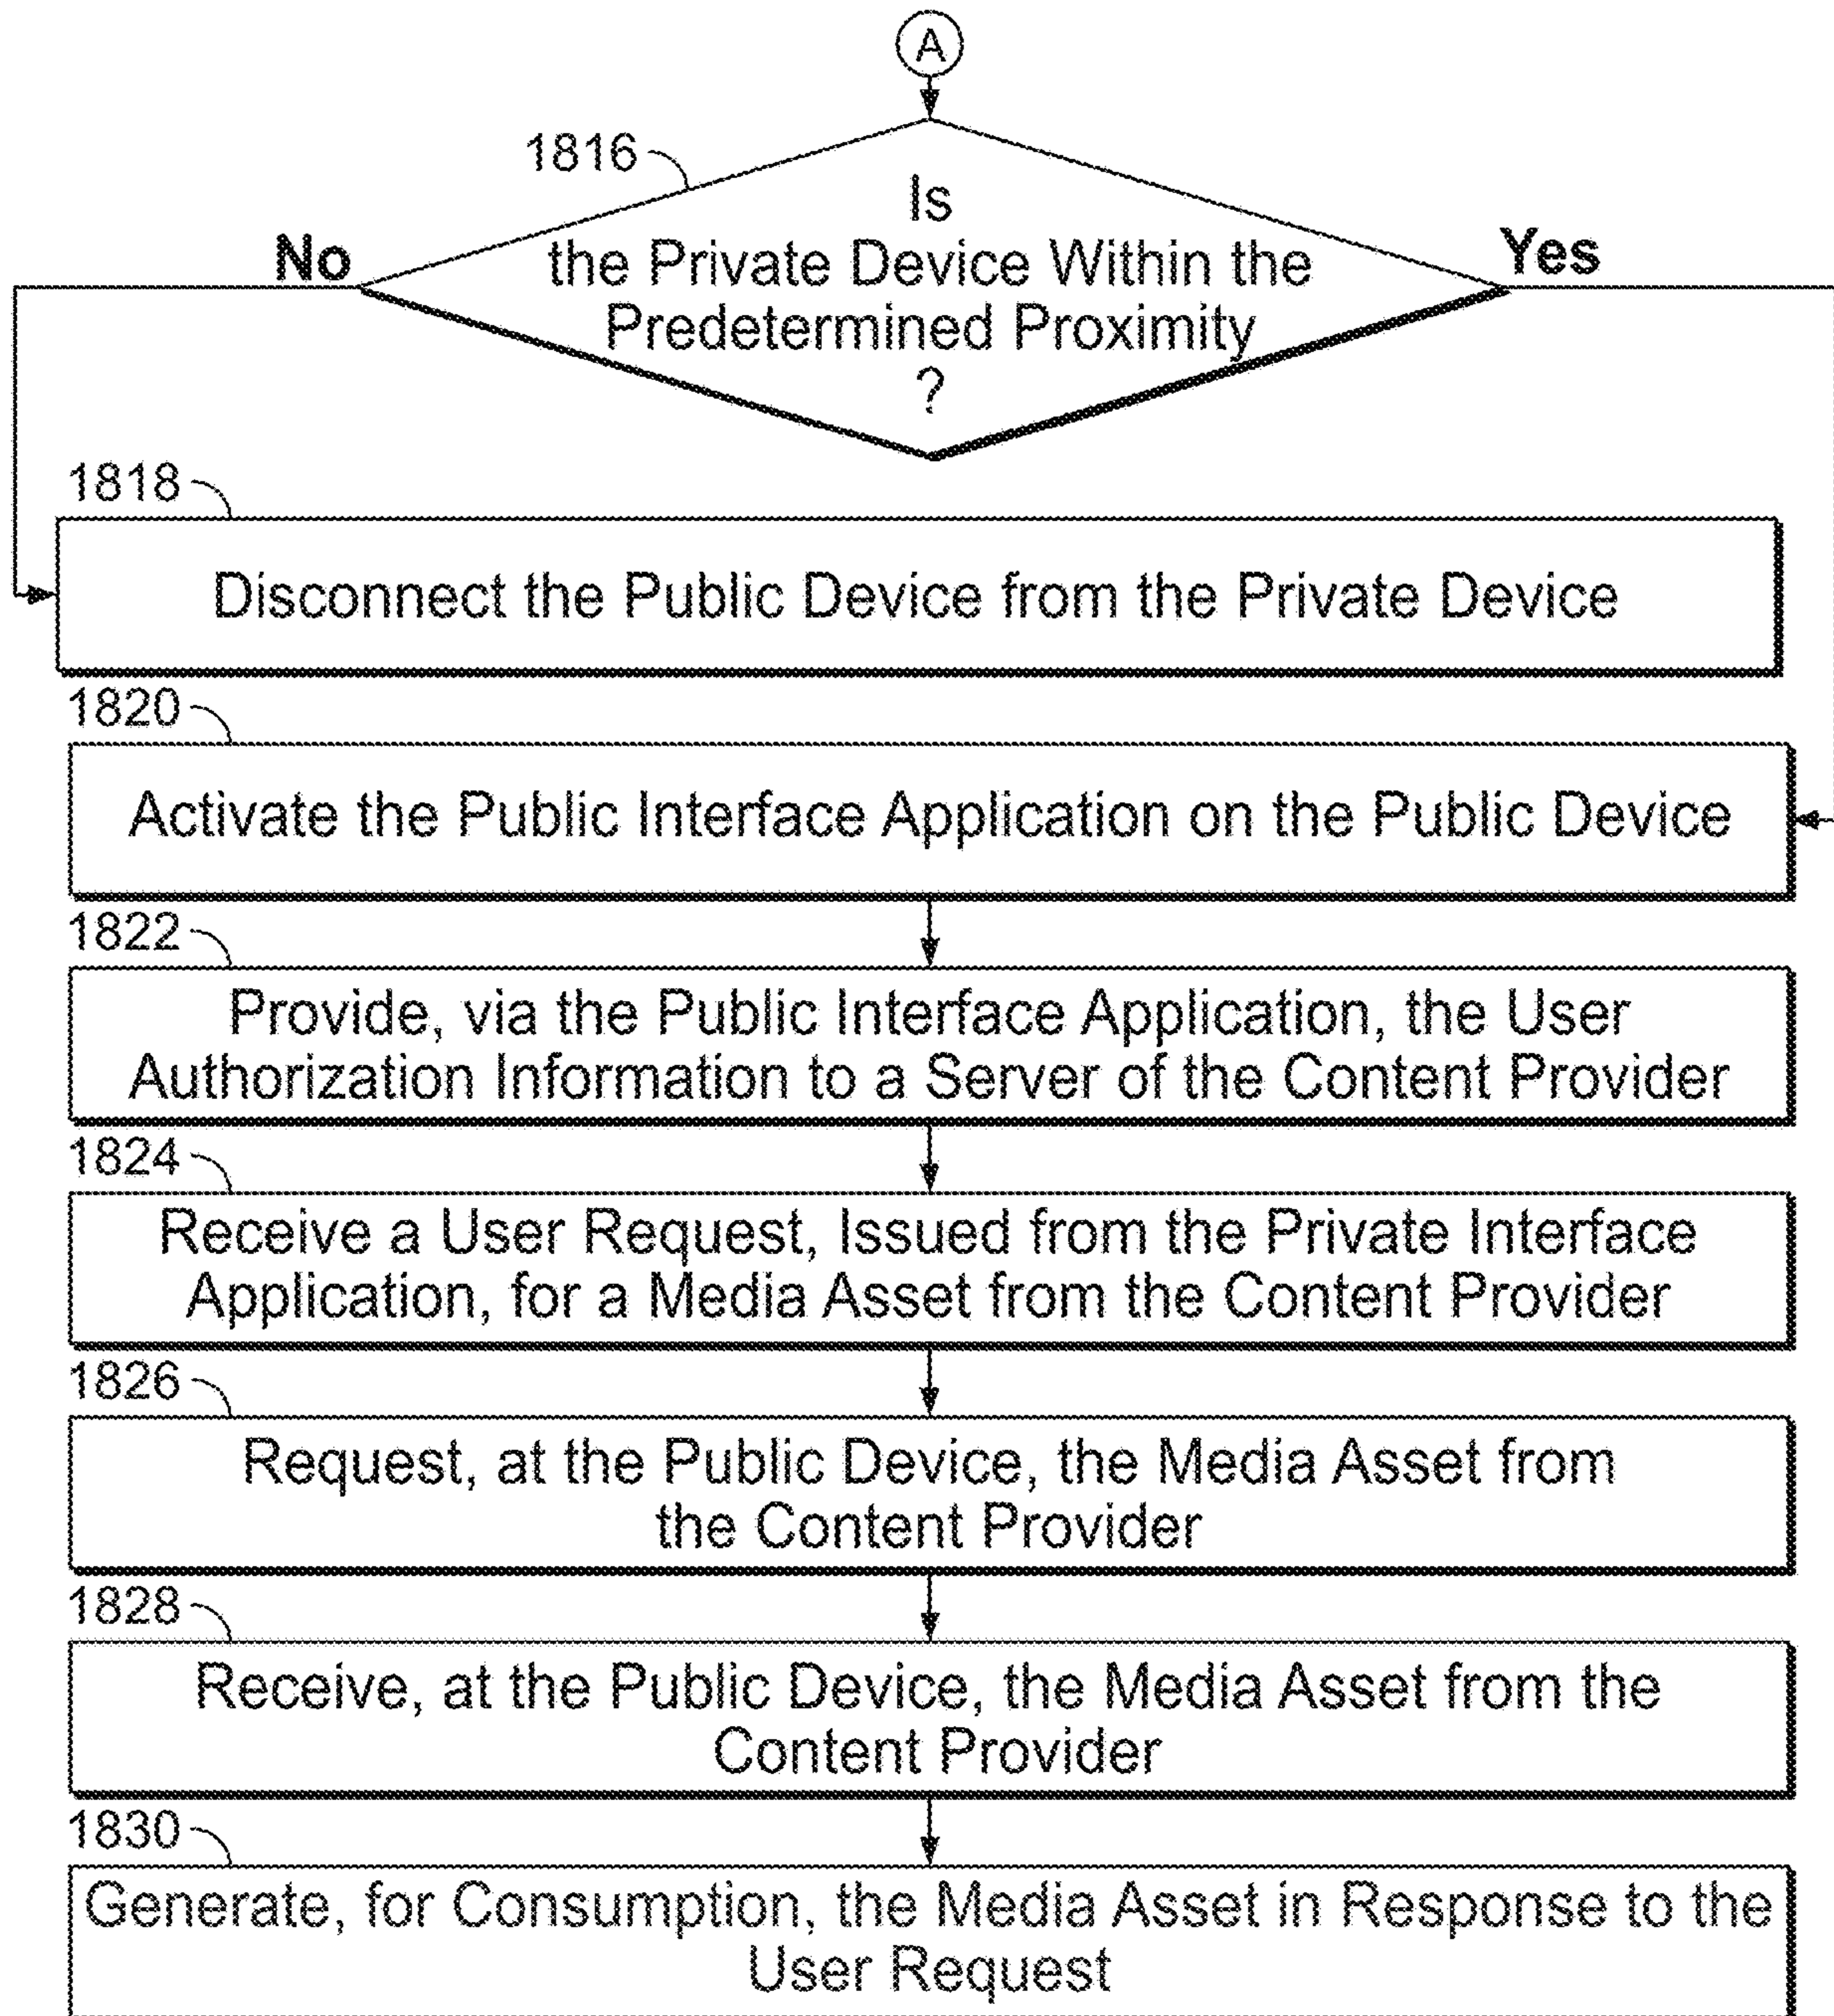 A
1816
Is
the Private Device Within the
Predetermined Proximity
?
No
Yes
1818
Disconnect the Public Device from the Private Device
1820
Activate the Public Interface Application on the Public Device
1822
Provide, via the Public Interface Application, the User
Authorization Information to a Server of the Content Provider
1824
Receive a User Request, Issued from the Private Interface
Application, for a Media Asset from the Content Provider
1826
Request, at the Public Device, the Media Asset from
the Content Provider
1828
Receive, at the Public Device, the Media Asset from the
Content Provider
1830
Generate, for Consumption, the Media Asset in Response to the
User Request